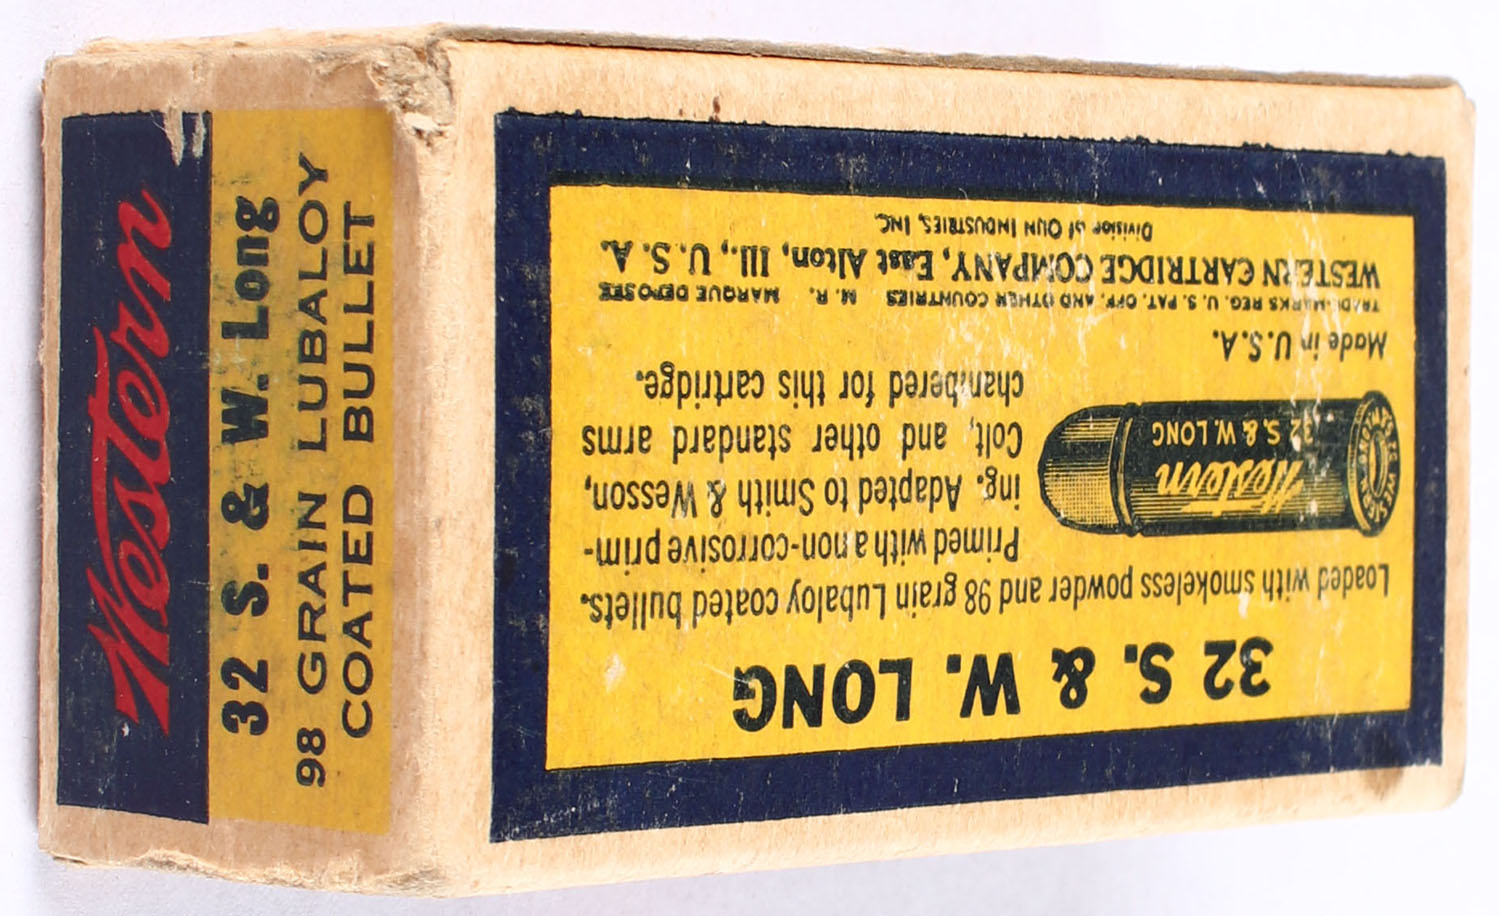 Western
32 S. & W. Long
98 GRAIN LUBALOY
COATED BULLET
32 S. & W. LONG
Loaded with smokeless powder and 98 grain Lubaloy coated bullets.
Primed with a non-corrosive prim-
ing. Adapted to Smith & Wesson,
Colt, and other standard arms
chambered for this cartridge.
Western
32 S. & W. LONG
Made in U.S.A.
TRADE-MARKS REG. U. S. PAT. OFF. AND OTHER COUNTRIES M. R. MARQUE DEPOSEE
WESTERN CARTRIDGE COMPANY, East Alton, Ill., U. S. A.
Division of OLIN INDUSTRIES, INC.